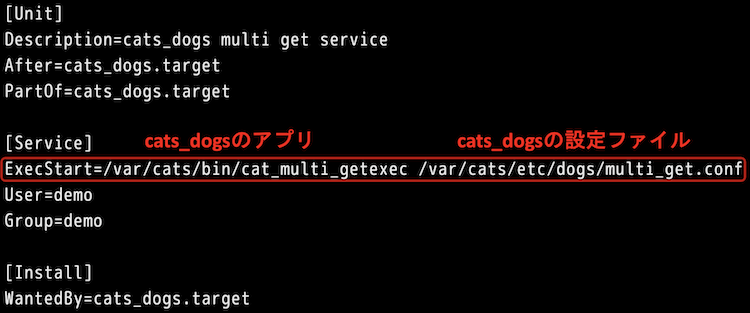 [Unit]
Description=cats_dogs multi get service
After=cats_dogs.target
PartOf=cats_dogs.target
[Service]
cats_dogsのアプリ
cats_dogsの設定ファイル
ExecStart=/var/cats/bin/cat_multi_getexec /var/cats/etc/dogs/multi_get.conf
User=demo
Group=demo
[Install]
WantedBy=cats_dogs.target